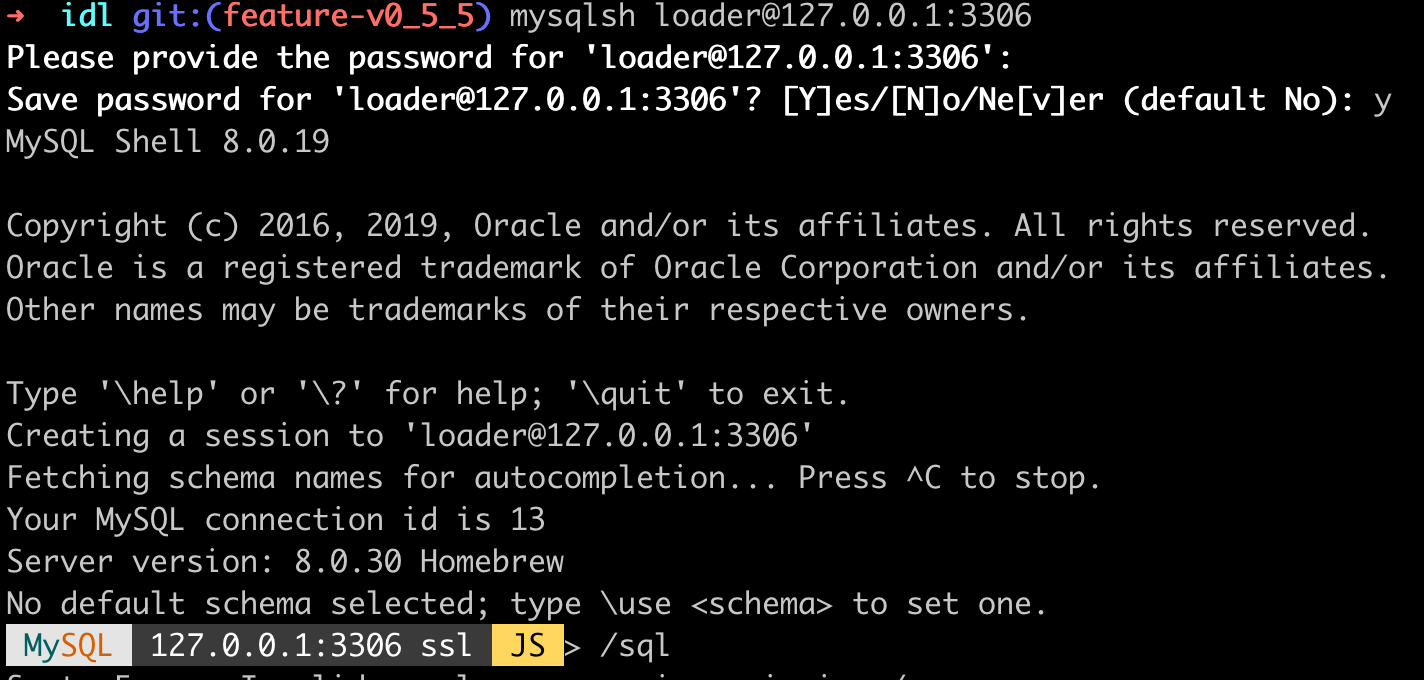 ➜  idl git:(feature-v0_5_5) mysqlsh loader@127.0.0.1:3306
Please provide the password for 'loader@127.0.0.1:3306':
Save password for 'loader@127.0.0.1:3306'? [Y]es/[N]o/Ne[v]er (default No): y
MySQL Shell 8.0.19

Copyright (c) 2016, 2019, Oracle and/or its affiliates. All rights reserved.
Oracle is a registered trademark of Oracle Corporation and/or its affiliates.
Other names may be trademarks of their respective owners.

Type '\help' or '\?' for help; '\quit' to exit.
Creating a session to 'loader@127.0.0.1:3306'
Fetching schema names for autocompletion... Press ^C to stop.
Your MySQL connection id is 13
Server version: 8.0.30 Homebrew
No default schema selected; type \use <schema> to set one.
MySQL 127.0.0.1:3306 ssl JS > /sql